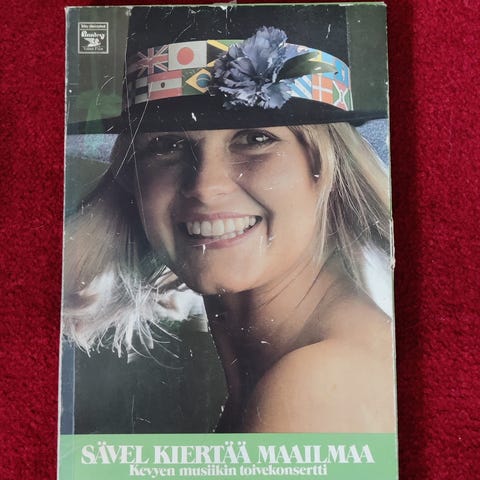 SÄVEL KIERTÄÄ MAAILMAA
Kevyen musiikin toivekonsertti